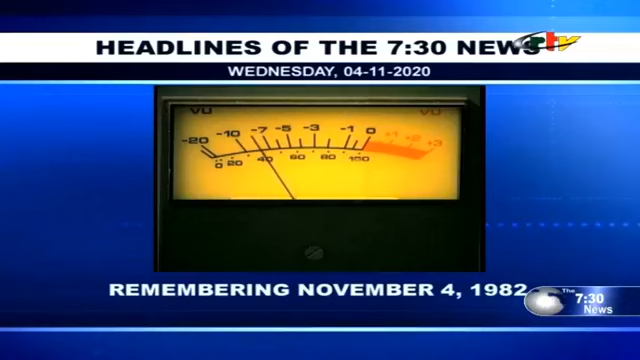 HEADLINES OF THE 7:30 NEWS
crtv
WEDNESDAY, 04-11-2020
VU VU
-20 -10 -7 -5 -3 -1 0 +1 +2 +3
0 20 40 60 80 100
REMEMBERING NOVEMBER 4, 1982
The
7:30
News